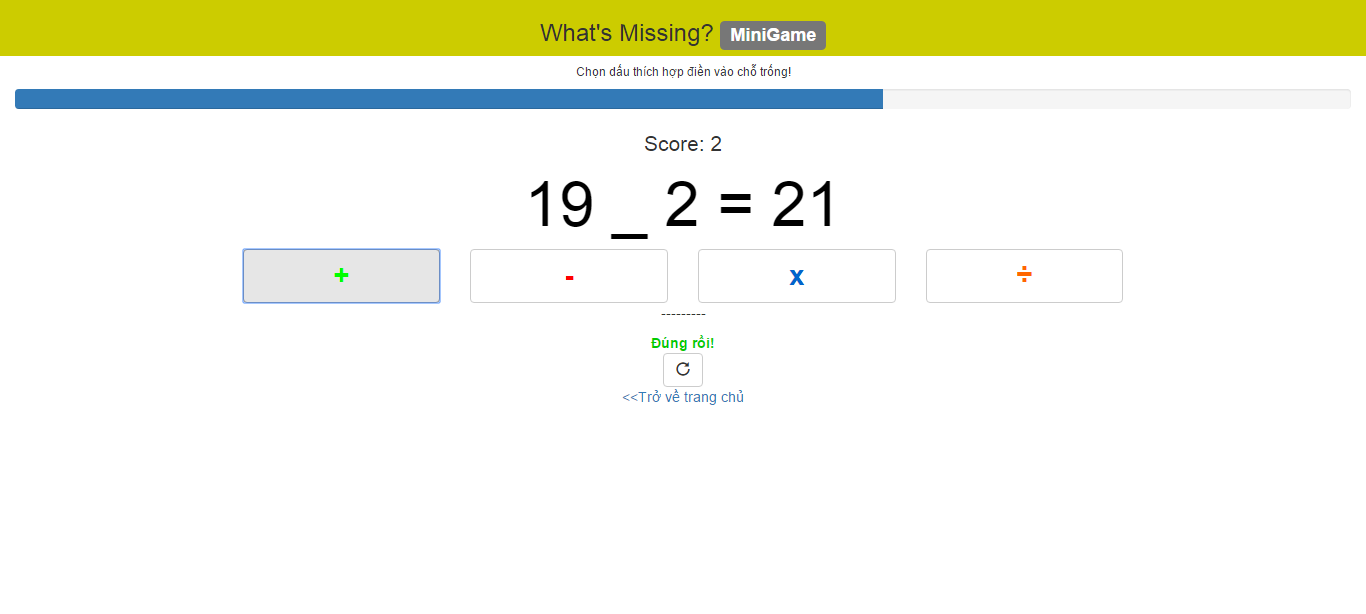 What's Missing? MiniGame
Chọn dấu thích hợp điền vào chỗ trống!
Score: 2
19 _ 2 = 21
+ - x ÷
---------
Đúng rồi!
<<Trở về trang chủ